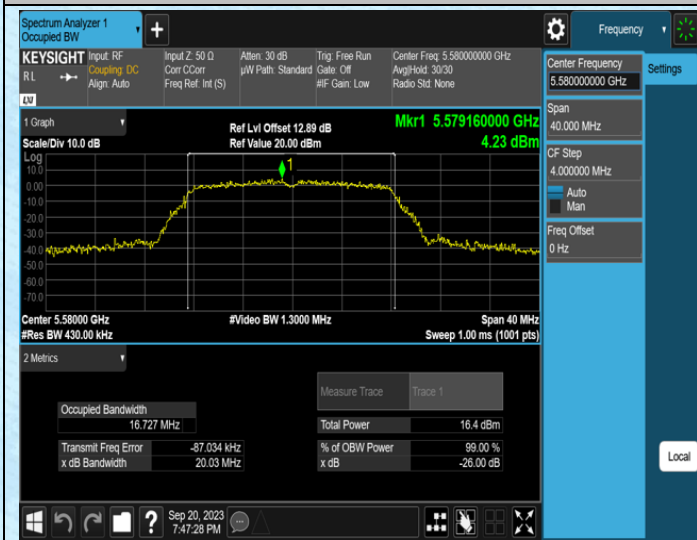 Spectrum Analyzer 1
Occupied BW
+
Frequency
KEYSIGHT
RL
LXI
Input: RF
Coupling: DC
Align: Auto
Input Z: 50 Ω
Corr CCorr
Freq Ref: Int (S)
Atten: 30 dB
µW Path: Standard
Trig: Free Run
Gate: Off
#IF Gain: Low
Center Freq: 5.580000000 GHz
Avg|Hold: 30/30
Radio Std: None
1 Graph
Scale/Div 10.0 dB
Ref Lvl Offset 12.89 dB
Ref Value 20.00 dBm
Mkr1 5.579160000 GHz
4.23 dBm
Log
10.0
0.00
-10.0
-20.0
-30.0
-40.0
-50.0
-60.0
-70.0
1
Center 5.58000 GHz
#Res BW 430.00 kHz
#Video BW 1.3000 MHz
Span 40 MHz
Sweep 1.00 ms (1001 pts)
2 Metrics
Measure Trace
Trace 1
Occupied Bandwidth
16.727 MHz
Total Power
16.4 dBm
Transmit Freq Error
-87.034 kHz
% of OBW Power
99.00 %
x dB Bandwidth
20.03 MHz
x dB
-26.00 dB
Center Frequency
5.580000000 GHz
Settings
Span
40.000 MHz
CF Step
4.000000 MHz
Auto
Man
Freq Offset
0 Hz
Local
?
Sep 20, 2023
7:47:28 PM